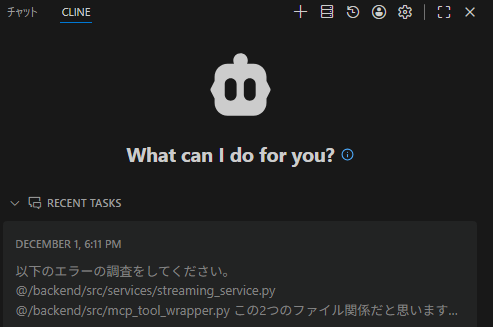 チャット CLINE
What can I do for you?
RECENT TASKS
DECEMBER 1, 6:11 PM
以下のエラーの調査をしてください。
@/backend/src/services/streaming_service.py
@/backend/src/mcp_tool_wrapper.py この2つのファイル関係だと思います...